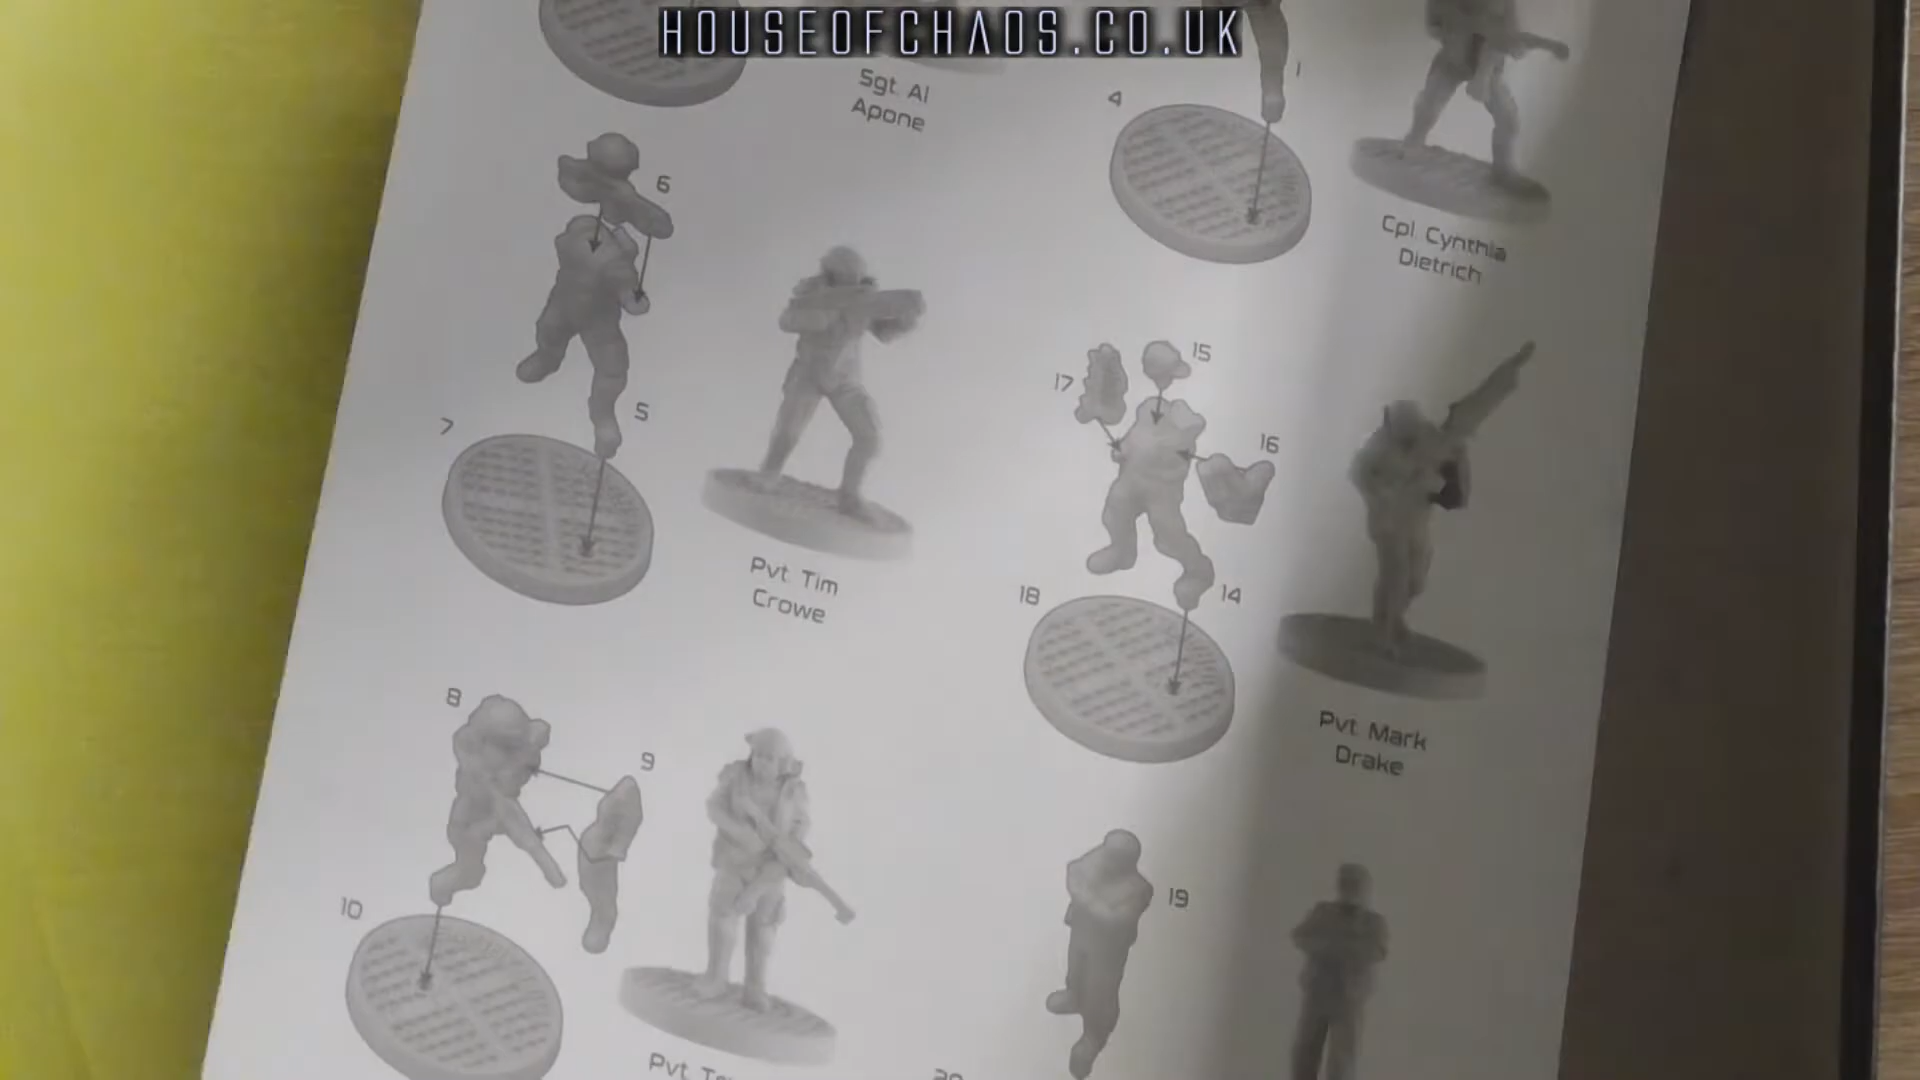 HOUSEOFCHAOS.CO.UK
Sgt. Al
Apone
1
4
Cpl. Cynthia
Dietrich
6
5
7
Pvt. Tim
Crowe
15
17
16
14
18
Pvt. Mark
Drake
8
9
10
19
Pvt.